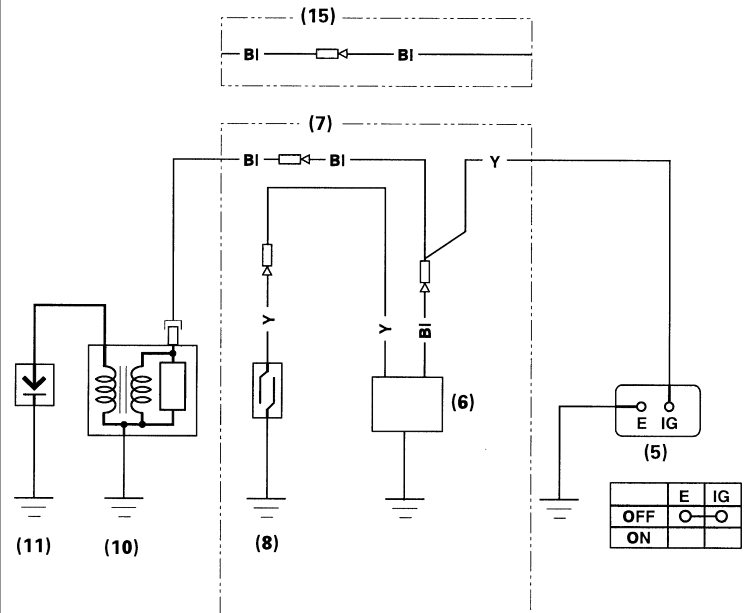 (15)
Bl Bl
(7)
Bl Bl Y
Y Y Bl
(6)
E IG
(5)
E IG
OFF
ON
(11) (10) (8)